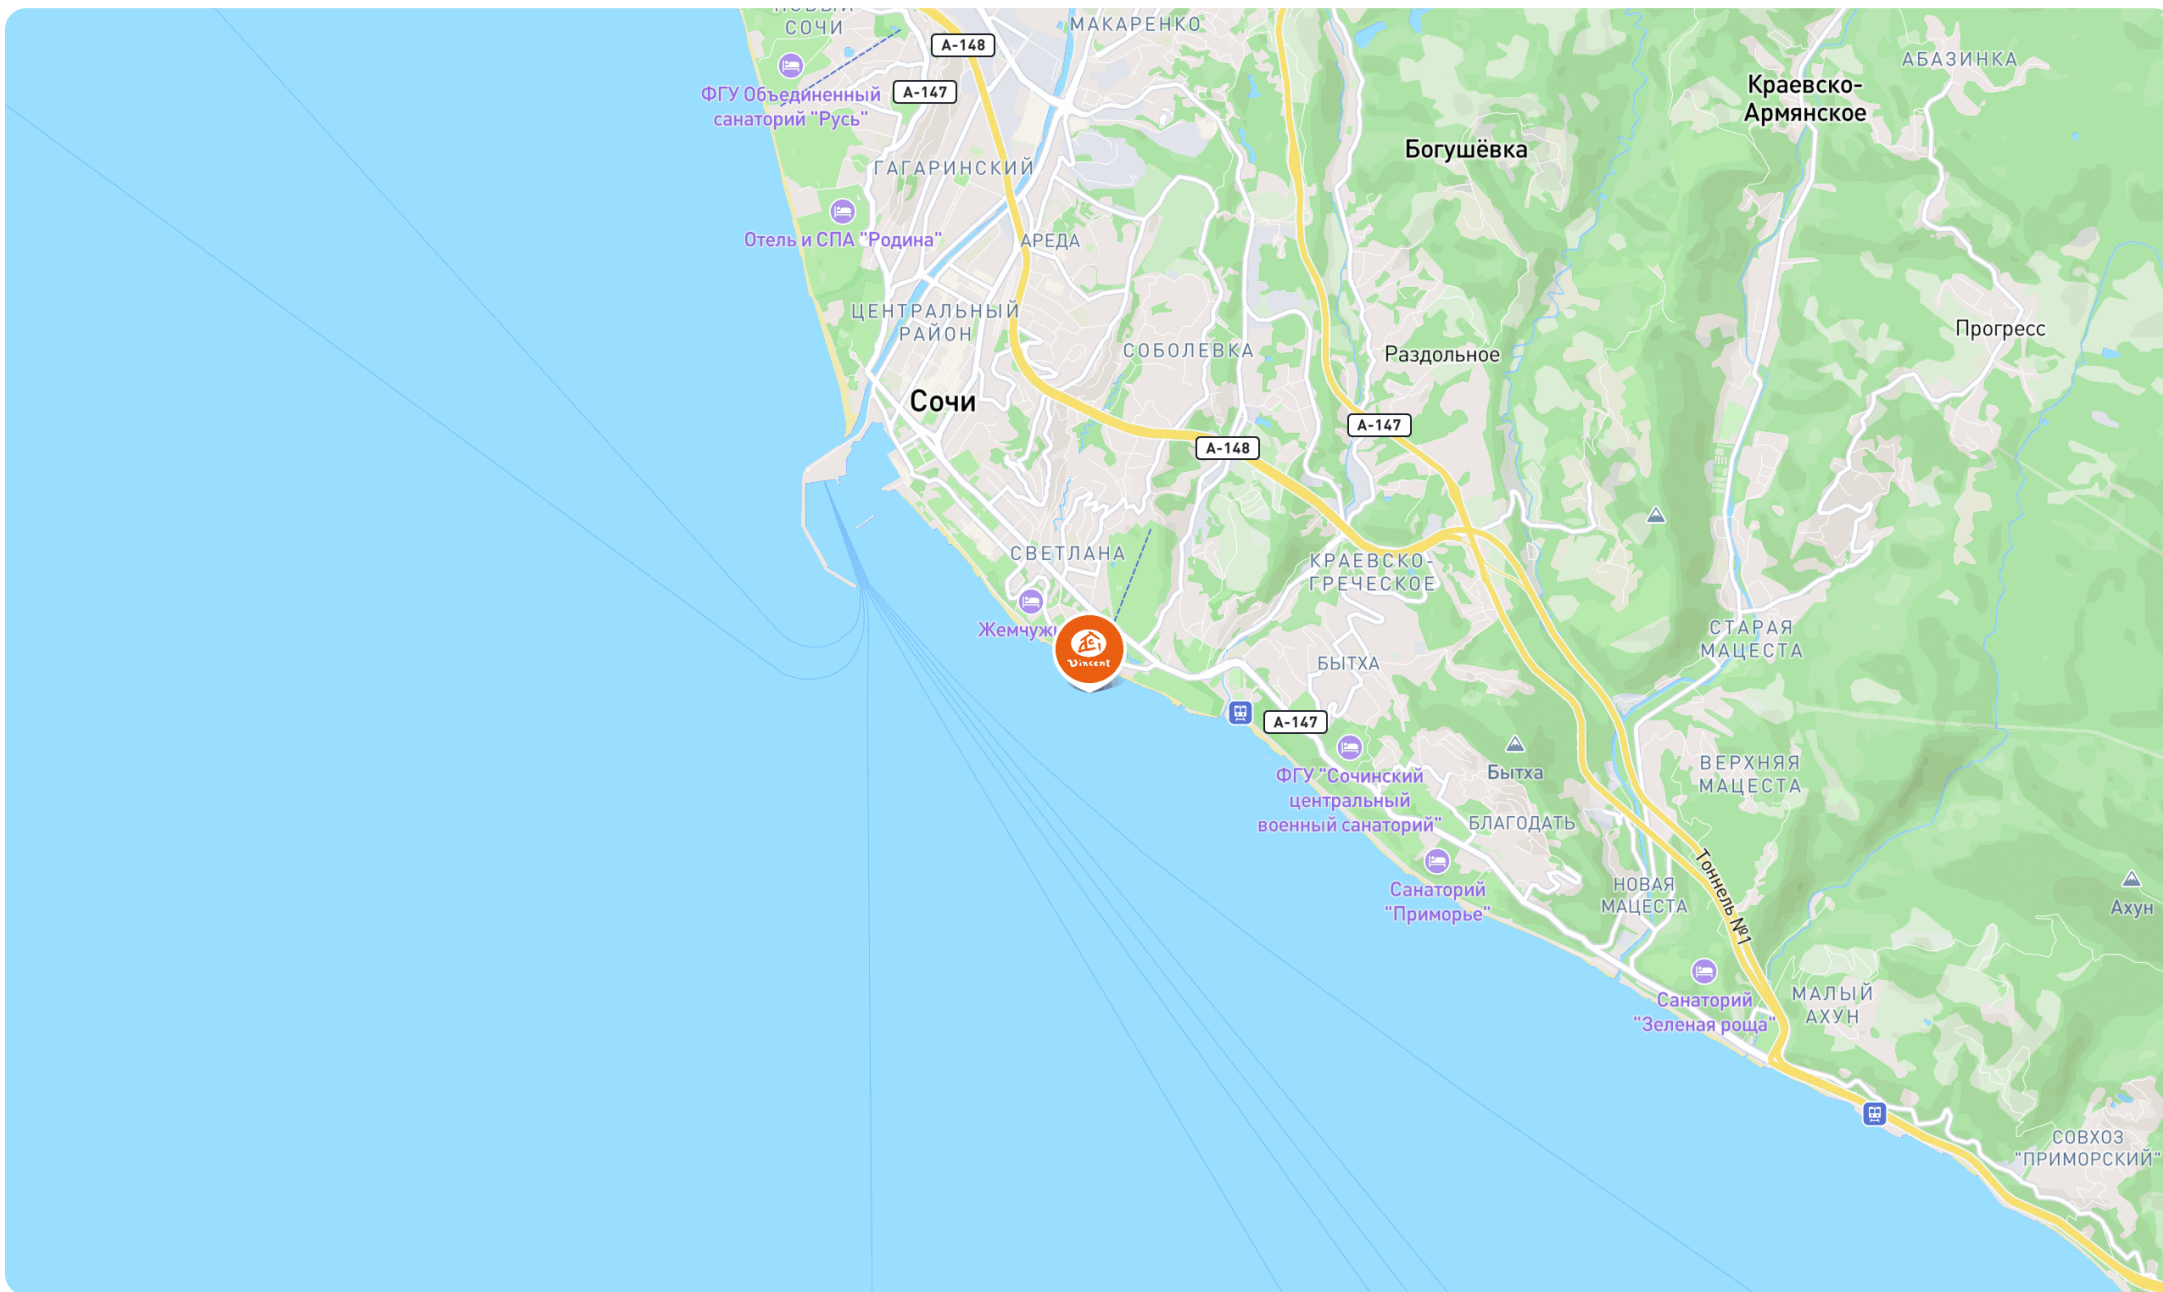 НОВЫЙ
СОЧИ
МАКАРЕНКО
А-148
АБАЗИНКА
ФГУ Объединенный
санаторий "Русь"
А-147
Краевско-
Армянское
Богушёвка
ГАГАРИНСКИЙ
Отель и СПА "Родина"
АРЕДА
ЦЕНТРАЛЬНЫЙ
РАЙОН
Прогресс
СОБОЛЕВКА
Раздольное
Сочи
А-147
А-148
СВЕТЛАНА
КРАЕВСКО-
ГРЕЧЕСКОЕ
Жемчуж
Vincent
СТАРАЯ
МАЦЕСТА
БЫТХА
А-147
ФГУ "Сочинский
центральный
военный санаторий"
Бытха
ВЕРХНЯЯ
МАЦЕСТА
БЛАГОДАТЬ
Санаторий
"Приморье"
НОВАЯ
МАЦЕСТА
Тоннель №1
Ахун
Санаторий
"Зеленая роща"
МАЛЫЙ
АХУН
СОВХОЗ
"ПРИМОРСКИЙ"